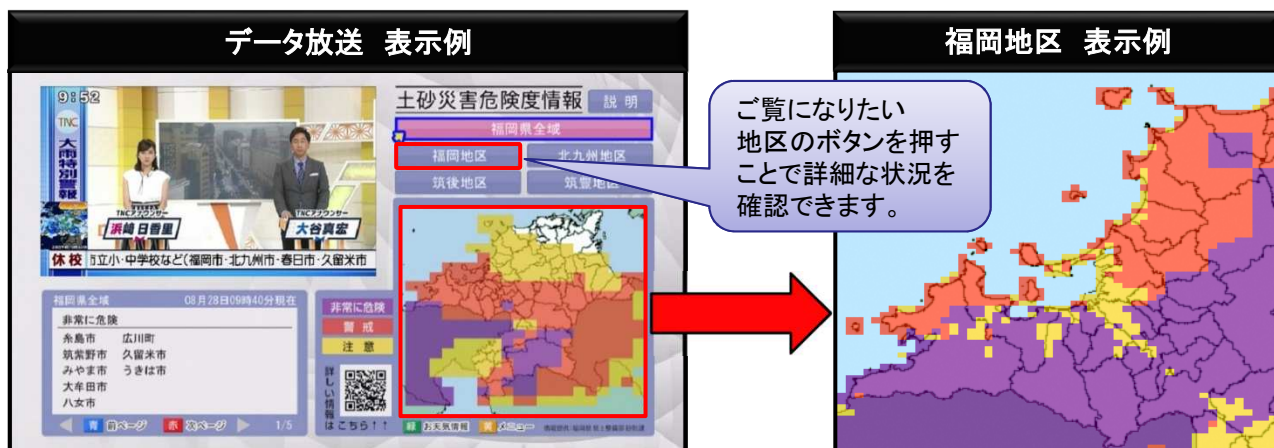 データ放送 表示例
9:52
TNC
大雨特別警報
TNCアナウンサー
浜崎日香里
TNCアナウンサー
大谷真宏
休校
市立小・中学校など(福岡市・北九州市・春日市・久留米市
土砂災害危険度情報
説明
福岡県全域
福岡地区
北九州地区
筑後地区
筑豊地区
福岡県全域 08月28日09時40分現在
非常に危険
糸島市 広川町
筑紫野市 久留米市
みやま市 うきは市
大牟田市
八女市
青 前ページ 赤 次ページ 1/5
非常に危険
警戒
注意
詳しい情報はこちら↑↑
緑 お天気情報 黄 メニュー
福岡地区 表示例
ご覧になりたい
地区のボタンを押す
ことで詳細な状況を
確認できます。